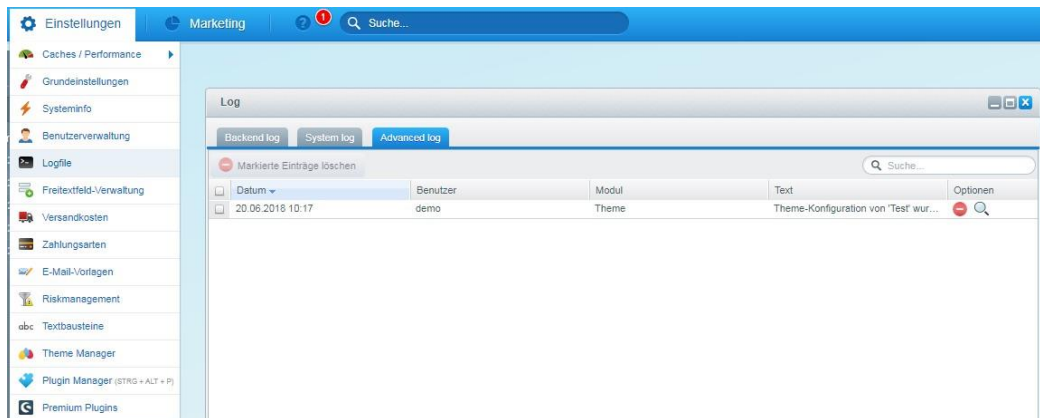 Einstellungen
Marketing
1
Suche...
Caches / Performance
Grundeinstellungen
Systeminfo
Benutzerverwaltung
Logfile
Freitextfeld-Verwaltung
Versandkosten
Zahlungsarten
E-Mail-Vorlagen
Riskmanagement
abc Textbausteine
Theme Manager
Plugin Manager (STRG + ALT + P)
Premium Plugins
Log
Backend log System log Advanced log
Markierte Einträge löschen
Suche...
Datum Benutzer Modul Text Optionen
20.06.2018 10:17 demo Theme Theme-Konfiguration von 'Test' wur...